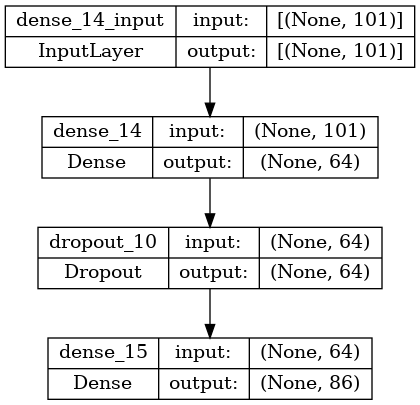 dense_14_input input: [(None, 101)]
InputLayer output: [(None, 101)]
dense_14 input: (None, 101)
Dense output: (None, 64)
dropout_10 input: (None, 64)
Dropout output: (None, 64)
dense_15 input: (None, 64)
Dense output: (None, 86)